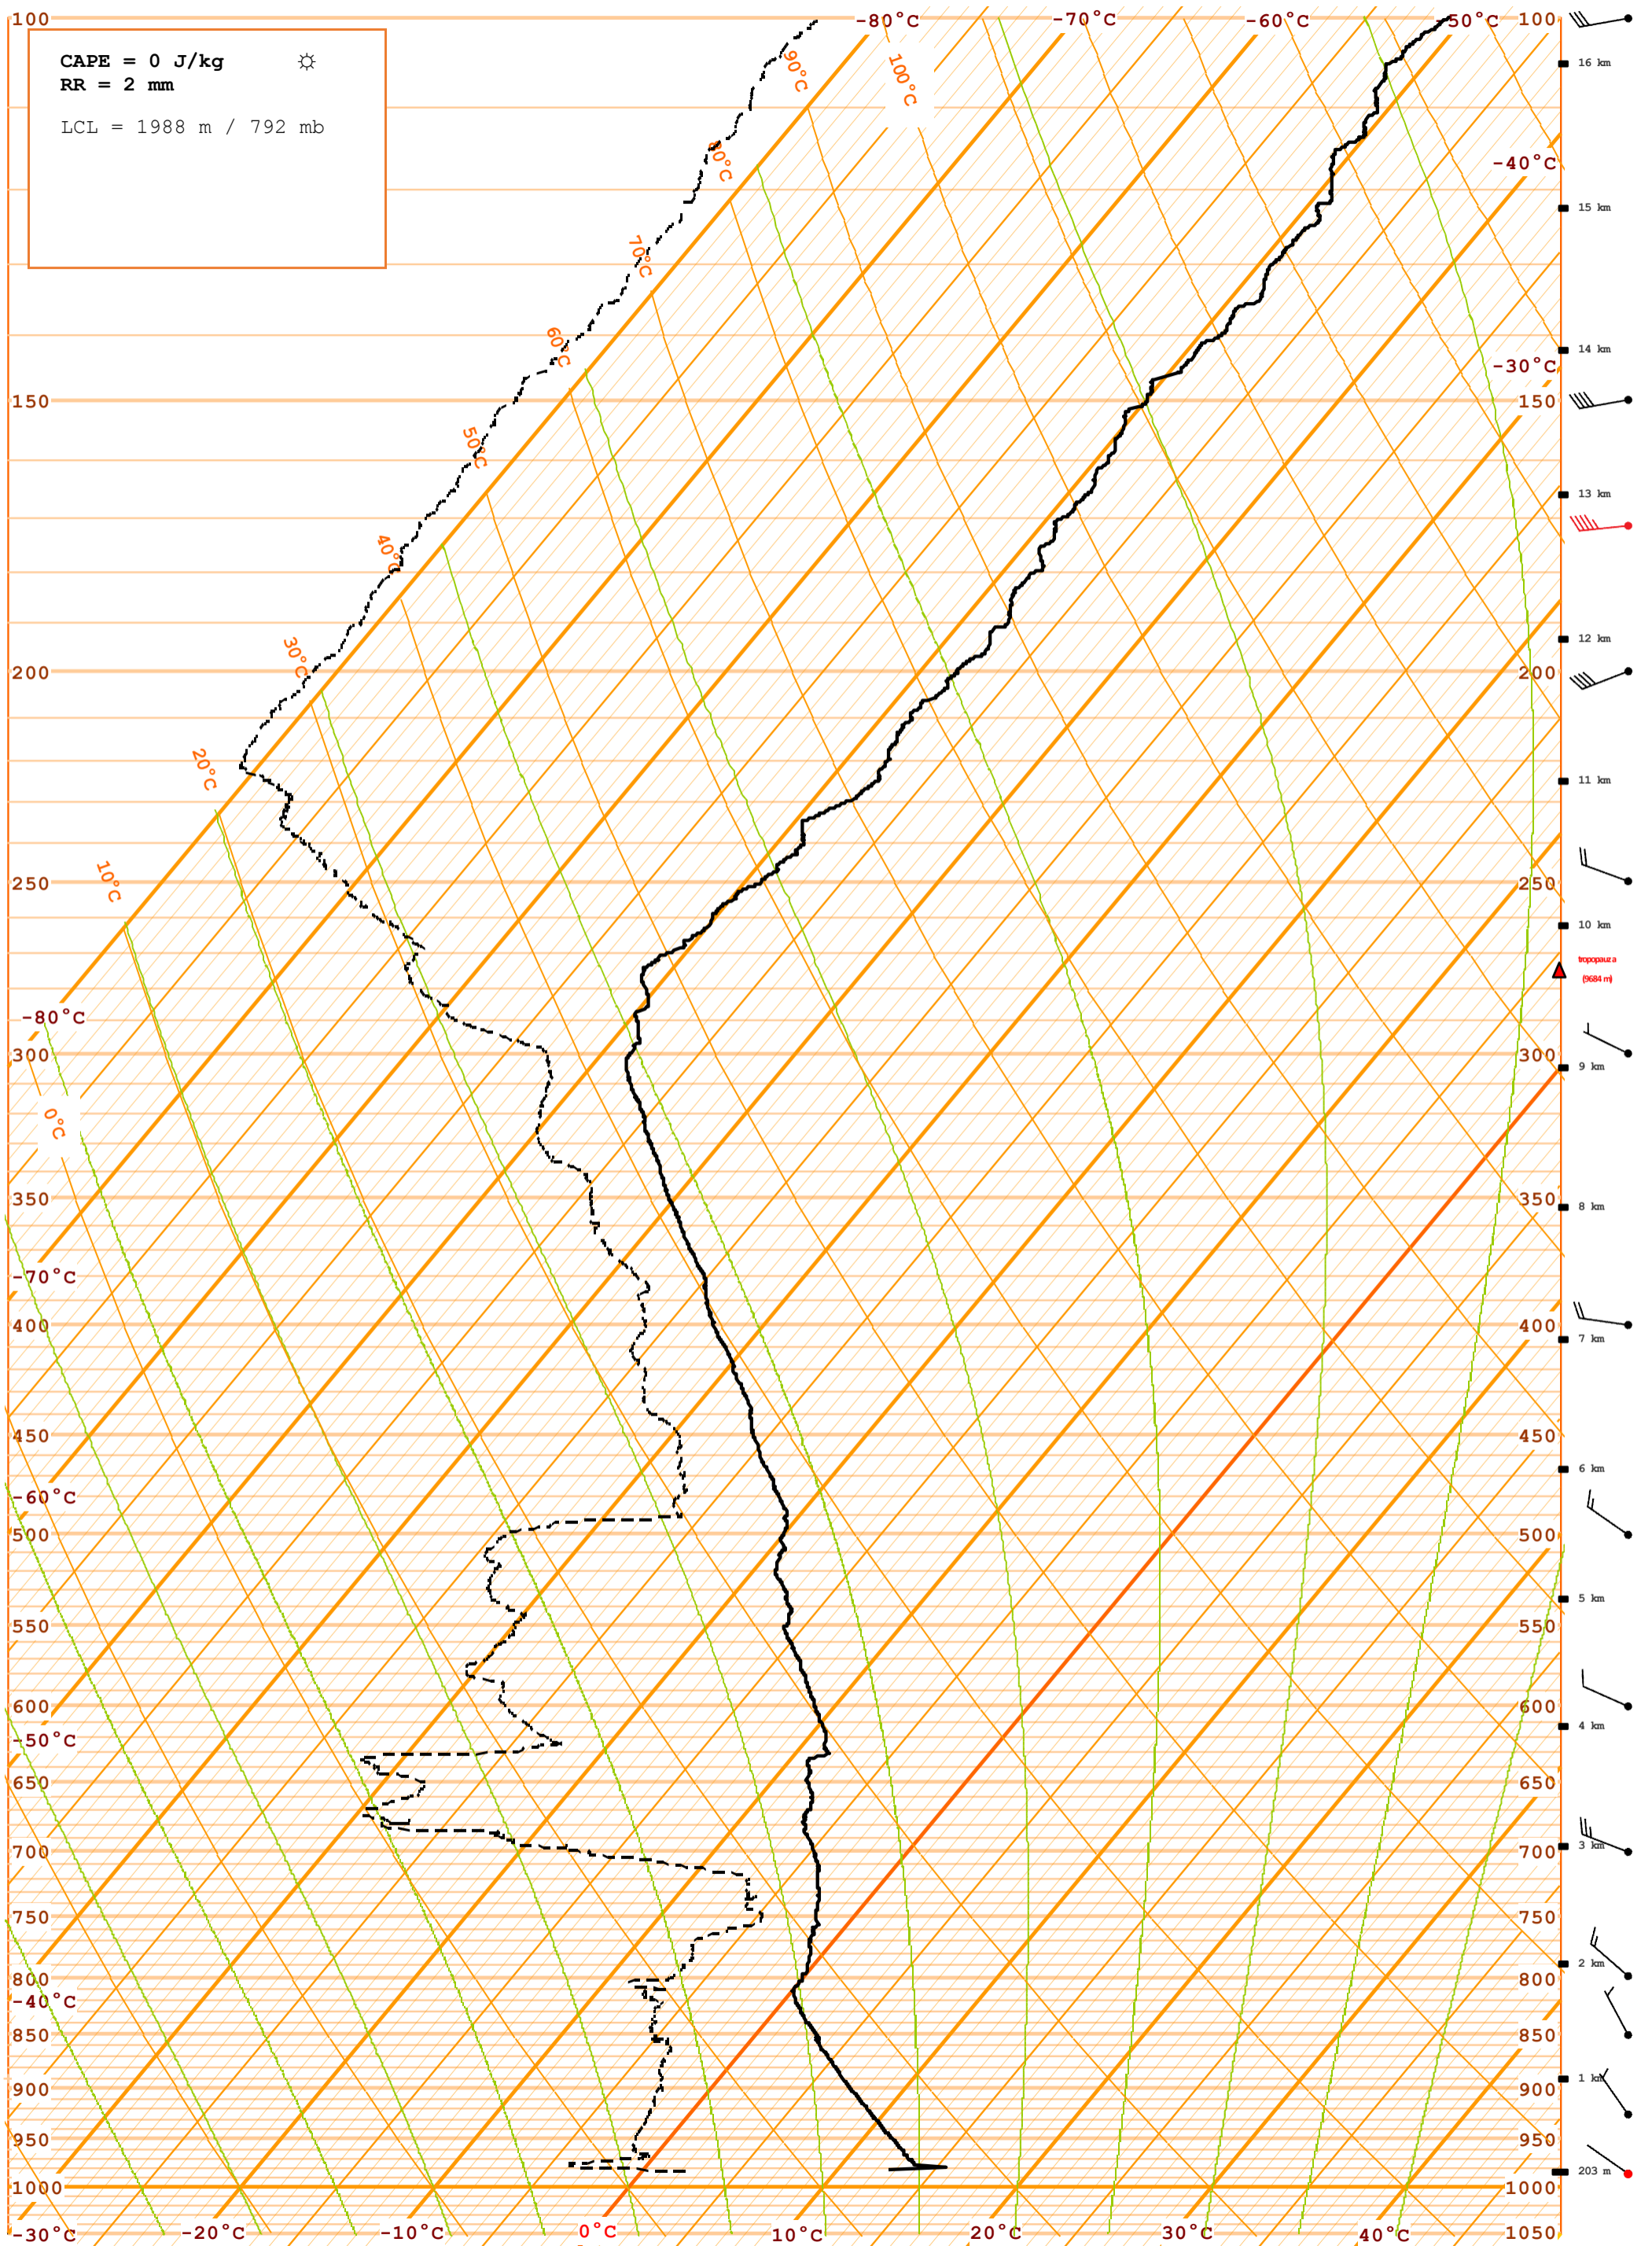 100 -80°C -70°C -60°C 50°C 100
CAPE = 0 J/kg ☼
RR = 2 mm
LCL = 1988 m / 792 mb
90°C 100°C
16 km
80°C
-40°C
15 km
70°C
60°C
14 km
-30°C
150 150
50°C
13 km
40°C
12 km
30°C
200 200
20°C
11 km
10°C
250 250
10 km
tropopauza
(9684 m)
-80°C
300 300
9 km
0°C
350 350
8 km
-70°C
400 400
7 km
450 450
6 km
-60°C
500 500
5 km
550 550
600 600
4 km
-50°C
650 650
3 km
700 700
750 750
2 km
800 800
-40°C
850 850
1 km
900 900
950 950
203 m
1000 1000
-30°C -20°C -10°C 0°C 10°C 20°C 30°C 40°C 1050